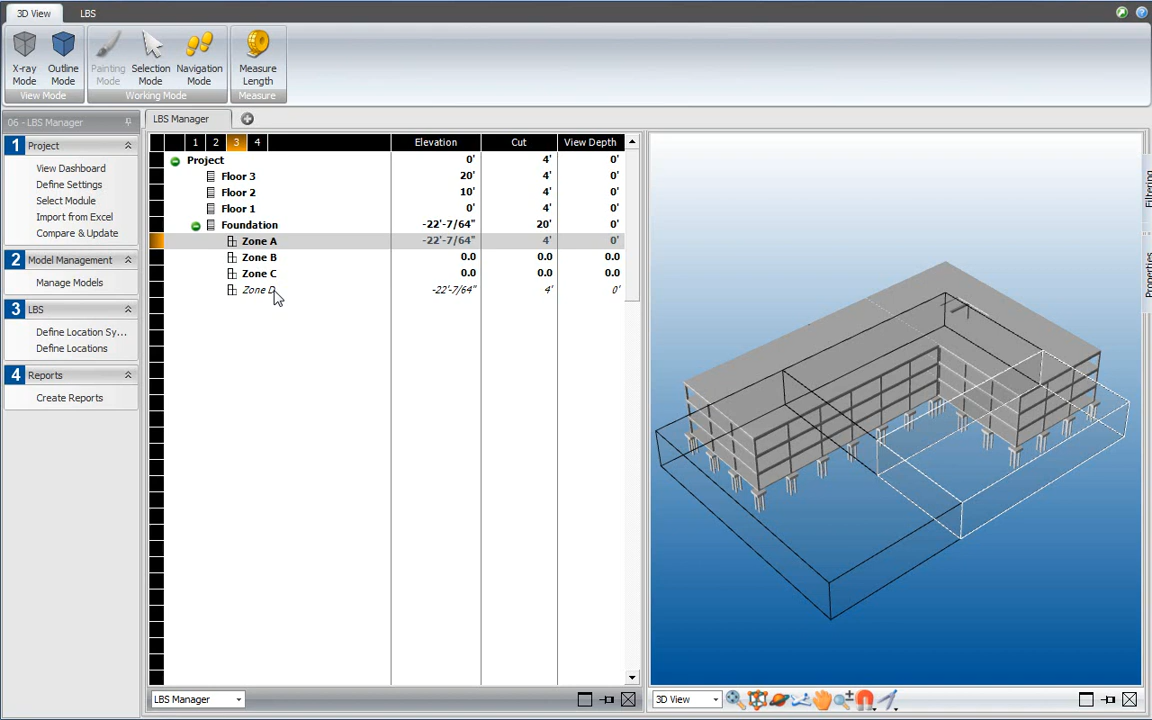 3D View LBS
X-ray Mode Outline Mode Painting Mode Selection Mode Navigation Mode Measure Length
View Mode Working Mode Measure
06 - LBS Manager
LBS Manager
1 Project
View Dashboard
Define Settings
Select Module
Import from Excel
Compare & Update
2 Model Management
Manage Models
3 LBS
Define Location Sy...
Define Locations
4 Reports
Create Reports
1 2 3 4 Elevation Cut View Depth
Project 0' 4' 0'
Floor 3 20' 4' 0'
Floor 2 10' 4' 0'
Floor 1 0' 4' 0'
Foundation -22'-7/64" 20' 0'
Zone A -22'-7/64" 4' 0'
Zone B 0.0 0.0 0.0
Zone C 0.0 0.0 0.0
Zone D -22'-7/64" 4' 0'
Filtering
Properties
LBS Manager
3D View